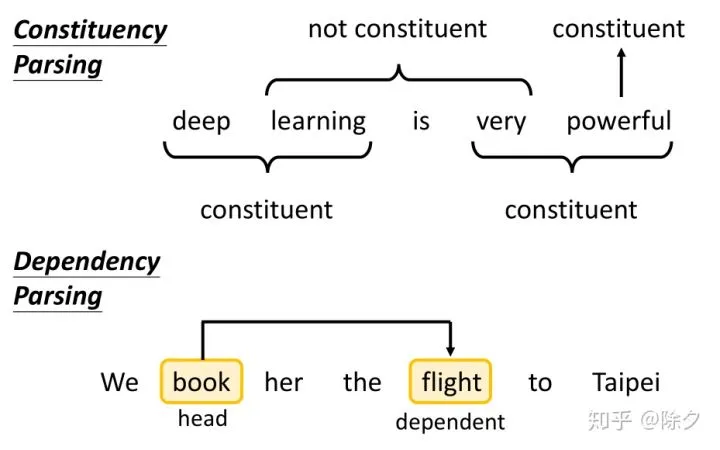 Constituency
Parsing
not constituent constituent
deep learning is very powerful
constituent constituent
Dependency
Parsing
We book her the flight to Taipei
head dependent
知乎 @除夕